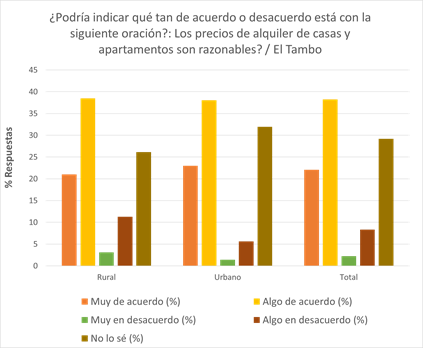 ¿Podría indicar qué tan de acuerdo o desacuerdo está con la
siguiente oración?: Los precios de alquiler de casas y
apartamentos son razonables? / El Tambo
% Respuestas
45
40
35
30
25
20
15
10
5
0
Rural
Urbano
Total
Muy de acuerdo (%)
Algo de acuerdo (%)
Muy en desacuerdo (%)
Algo en desacuerdo (%)
No lo sé (%)